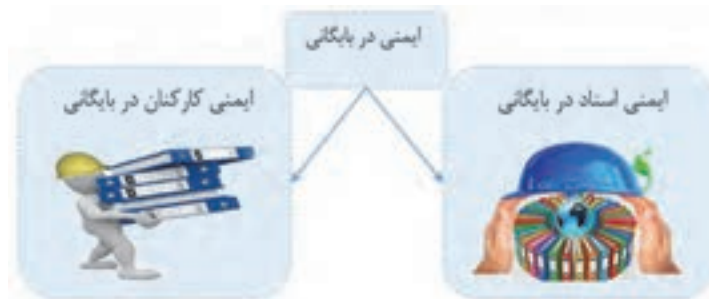 ایمنی در بایگانی
ایمنی اسناد در بایگانی
ایمنی کارکنان در بایگانی